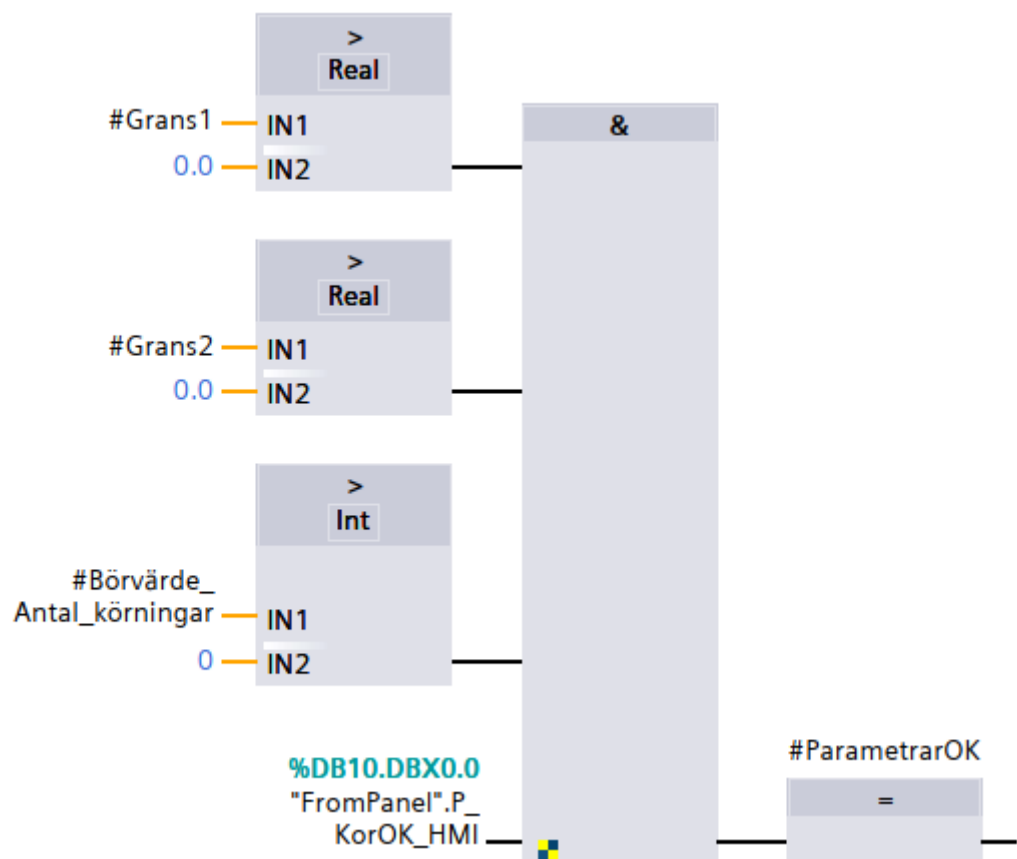 >
Real
#Grans1
IN1
0.0
IN2
&
>
Real
#Grans2
IN1
0.0
IN2
>
Int
#Börvärde_
Antal_körningar
IN1
0
IN2
%DB10.DBX0.0
"FromPanel".P_
KorOK_HMI
#ParametrarOK
=